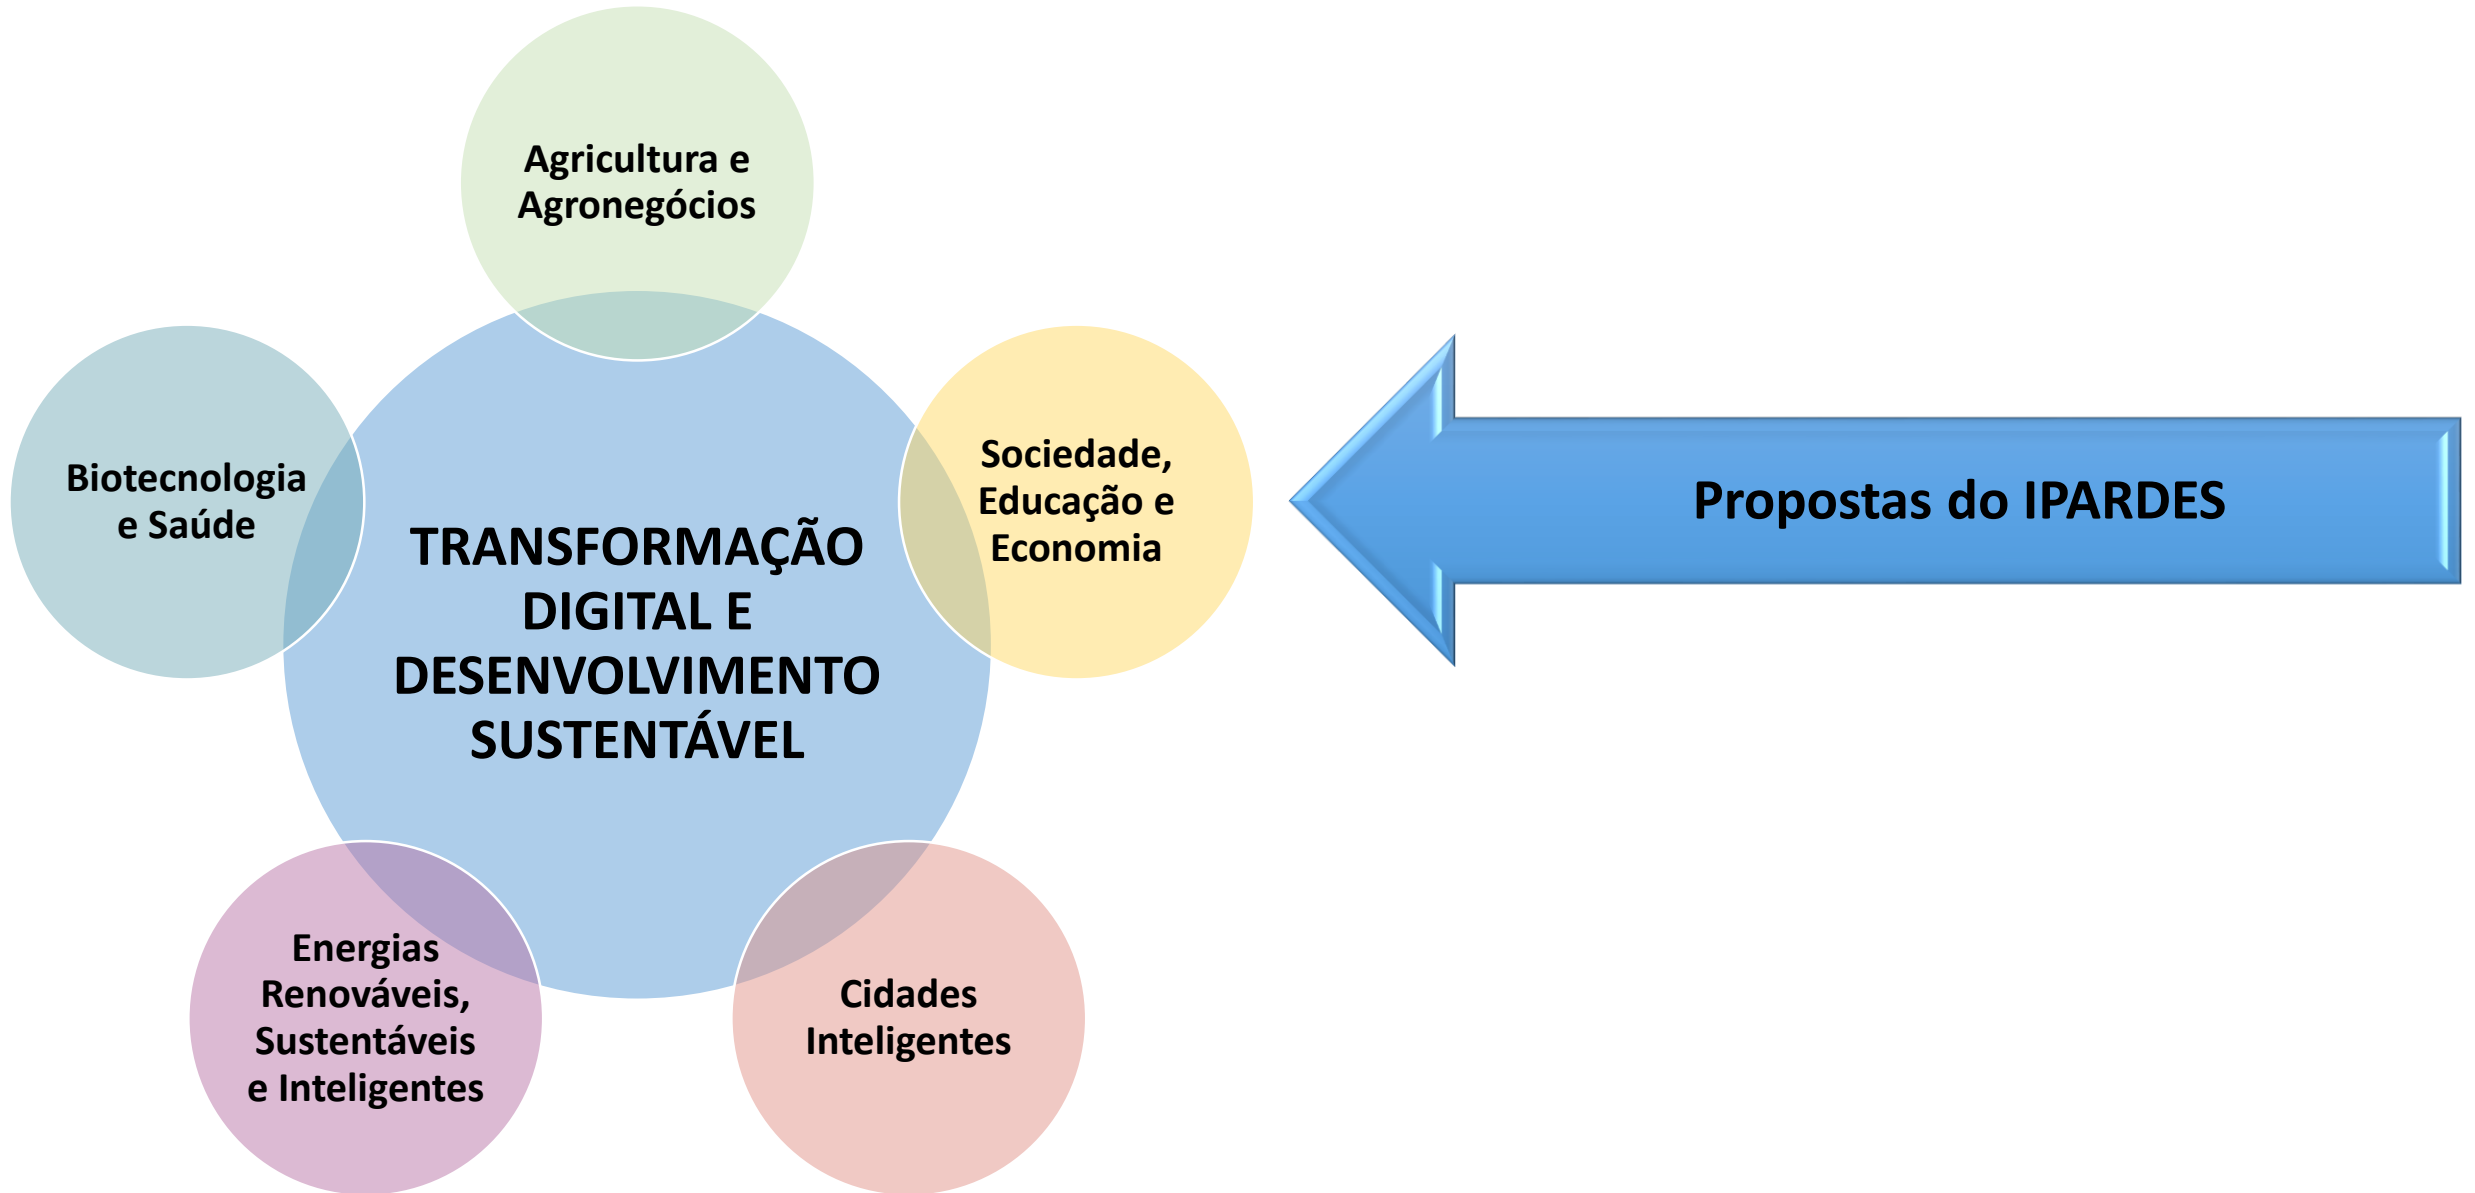 Agricultura e
Agronegócios
Sociedade,
Educação e
Economia
Propostas do IPARDES
Biotecnologia
e Saúde
TRANSFORMAÇÃO
DIGITAL E
DESENVOLVIMENTO
SUSTENTÁVEL
Energias
Renováveis,
Sustentáveis
e Inteligentes
Cidades
Inteligentes